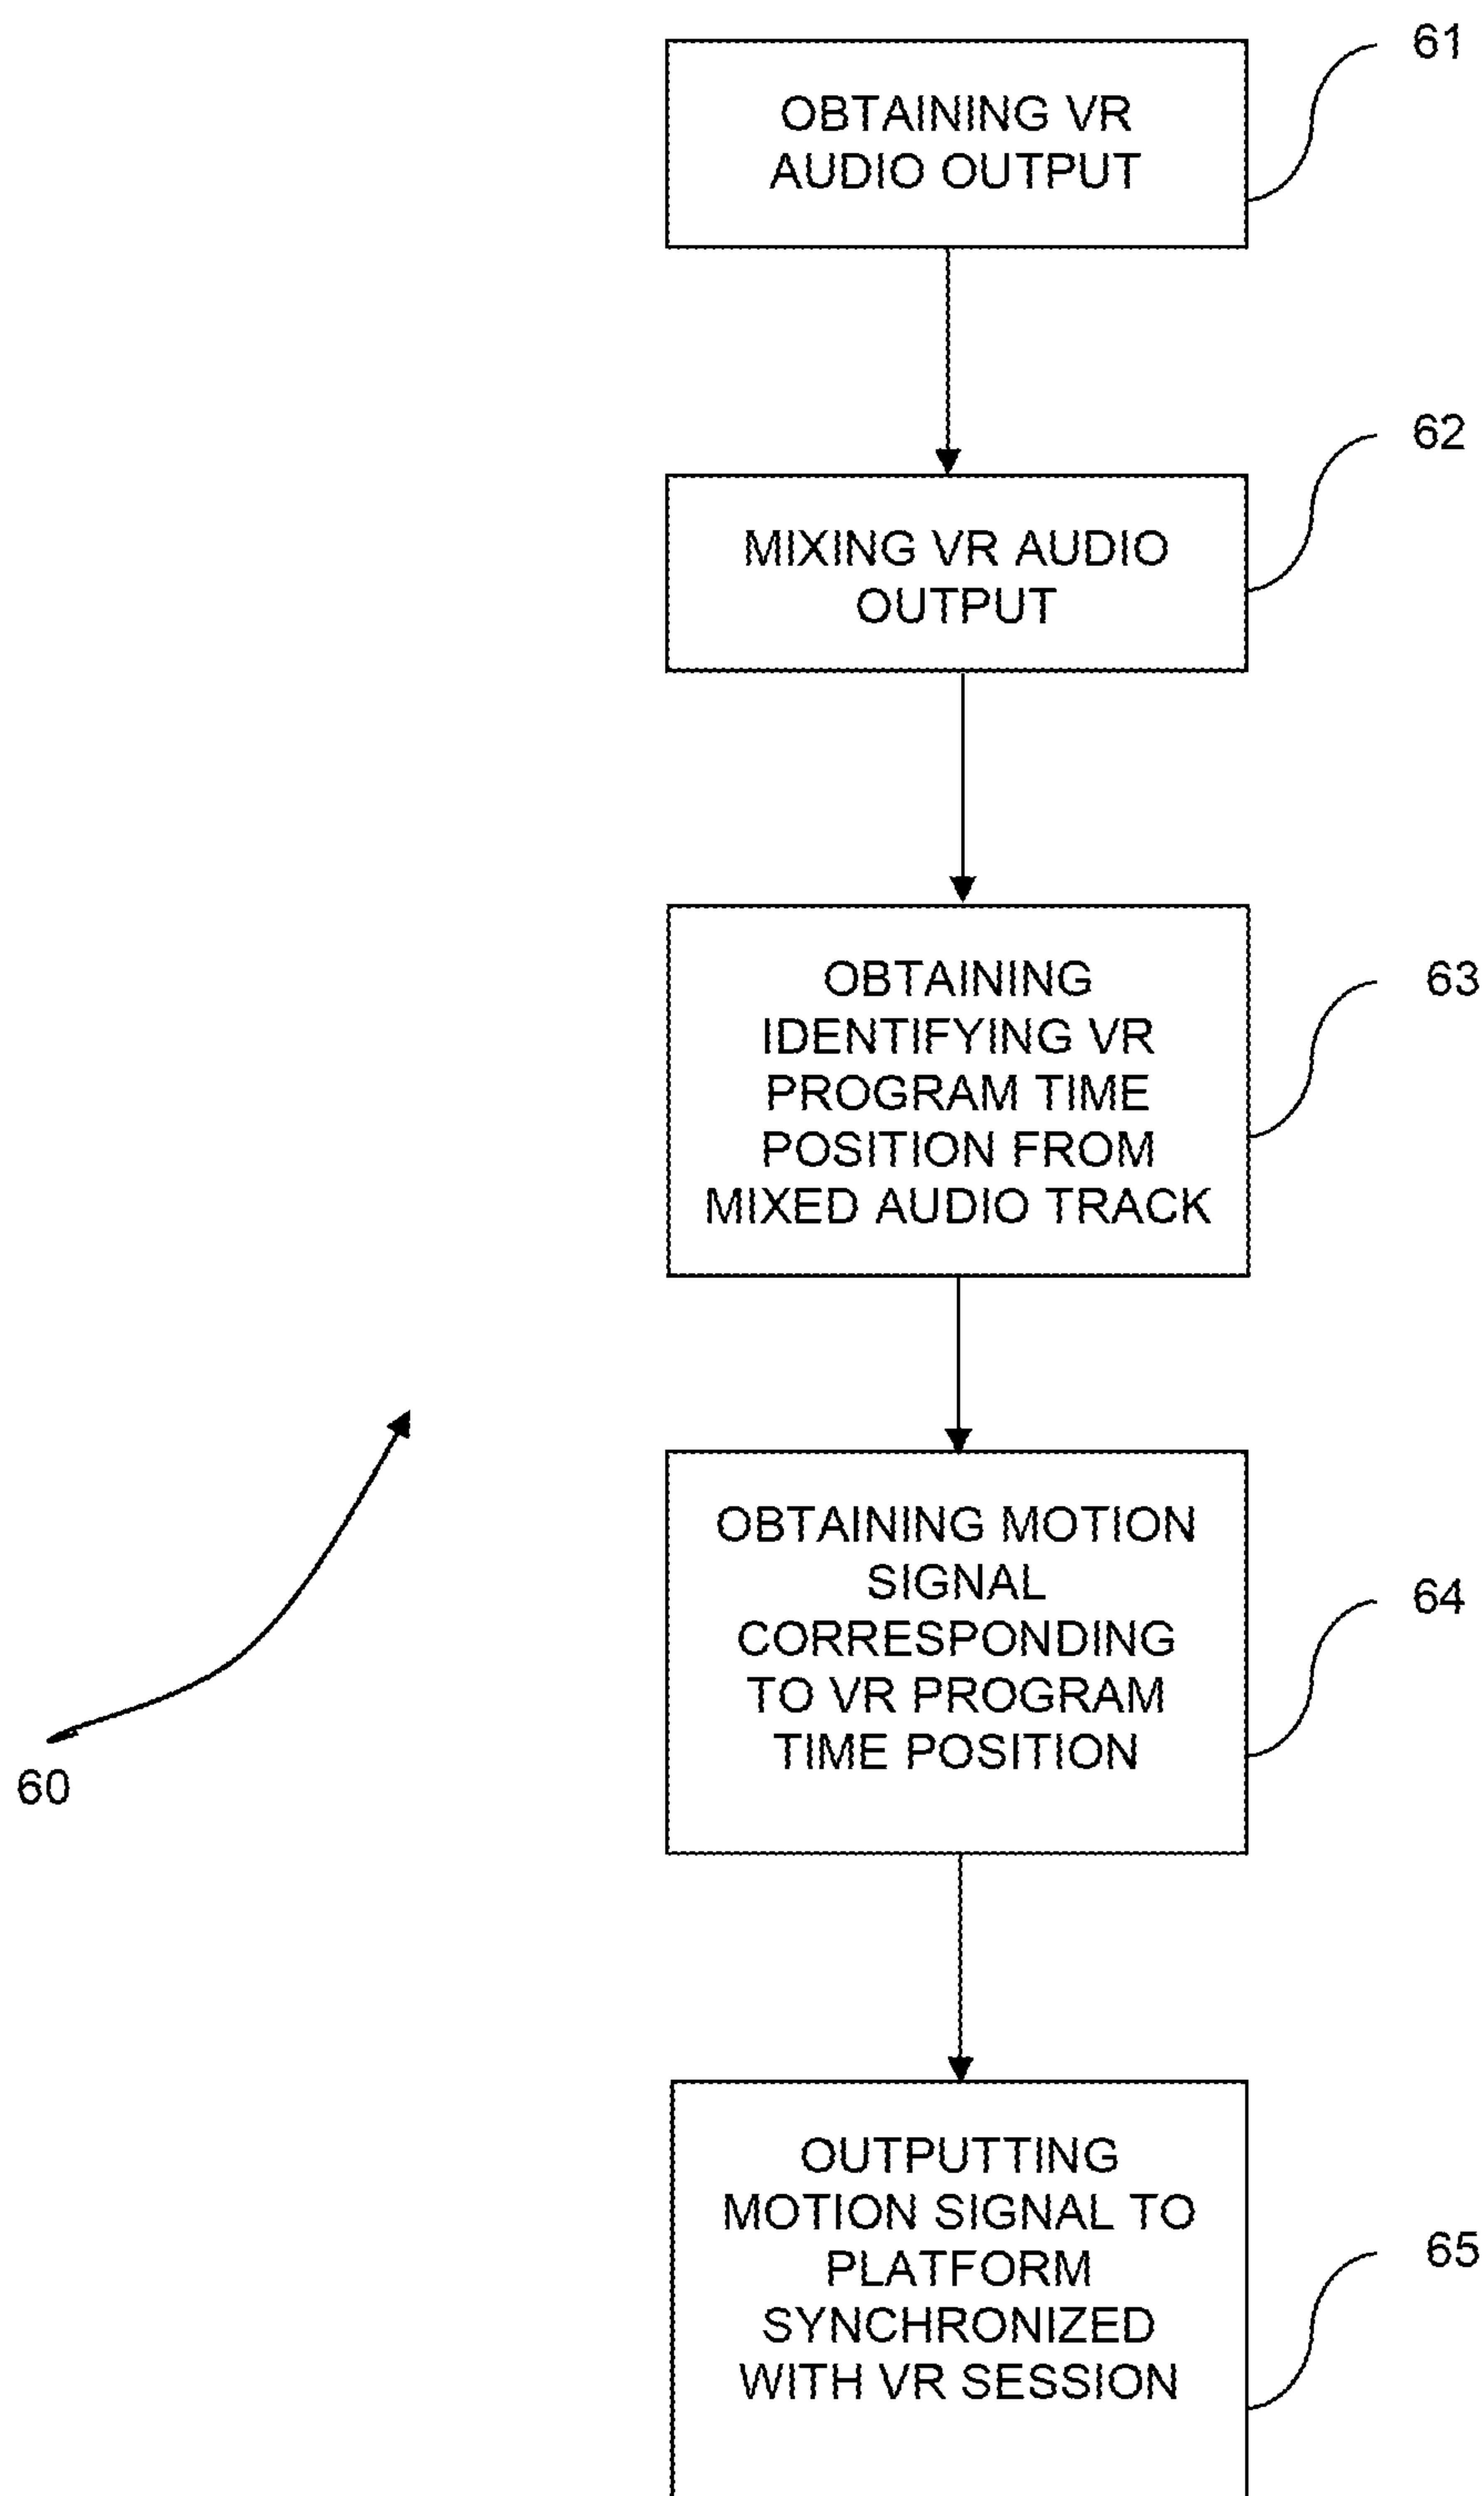 61
OBTAINING VR
AUDIO OUTPUT
62
MIXING VR AUDIO
OUTPUT
63
OBTAINING
IDENTIFYING VR
PROGRAM TIME
POSITION FROM
MIXED AUDIO TRACK
64
OBTAINING MOTION
SIGNAL
CORRESPONDING
TO VR PROGRAM
TIME POSITION
60
65
OUTPUTTING
MOTION SIGNAL TO
PLATFORM
SYNCHRONIZED
WITH VR SESSION